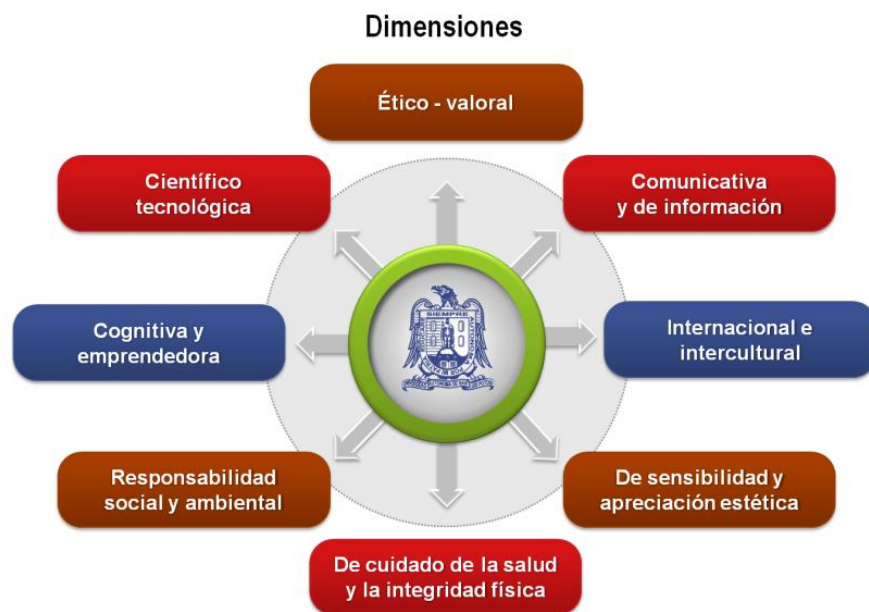 Dimensiones
Ético - valoral
Científico
tecnológica
Comunicativa
y de información
Cognitiva y
emprendedora
Internacional e
intercultural
Responsabilidad
social y ambiental
De sensibilidad y
apreciación estética
De cuidado de la salud
y la integridad física
SIEMPRE